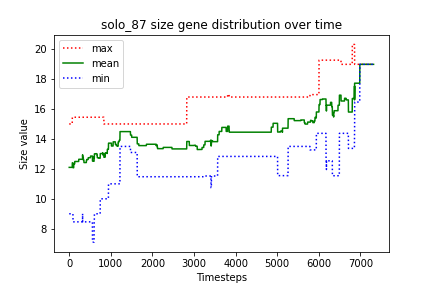 solo_87 size gene distribution over time
max
mean
min
Size value
20
18
16
14
12
10
8
0 1000 2000 3000 4000 5000 6000 7000
Timesteps